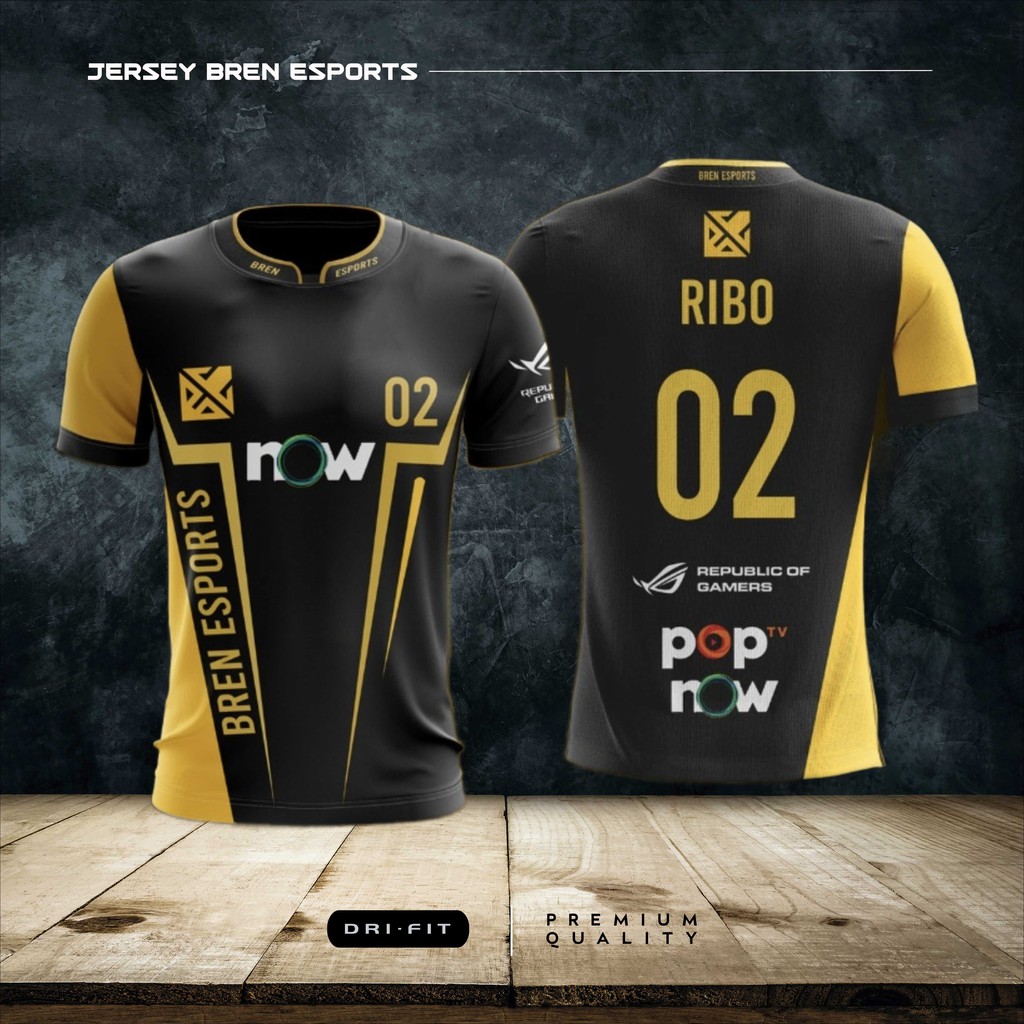 JERSEY BREN ESPORTS
BREN ESPORTS
BREN ESPORTS
RIBO
02
02
now
BREN ESPORTS
REPUBLIC OF
GAMERS
pop TV
now
DRI·FIT
PREMIUM
QUALITY